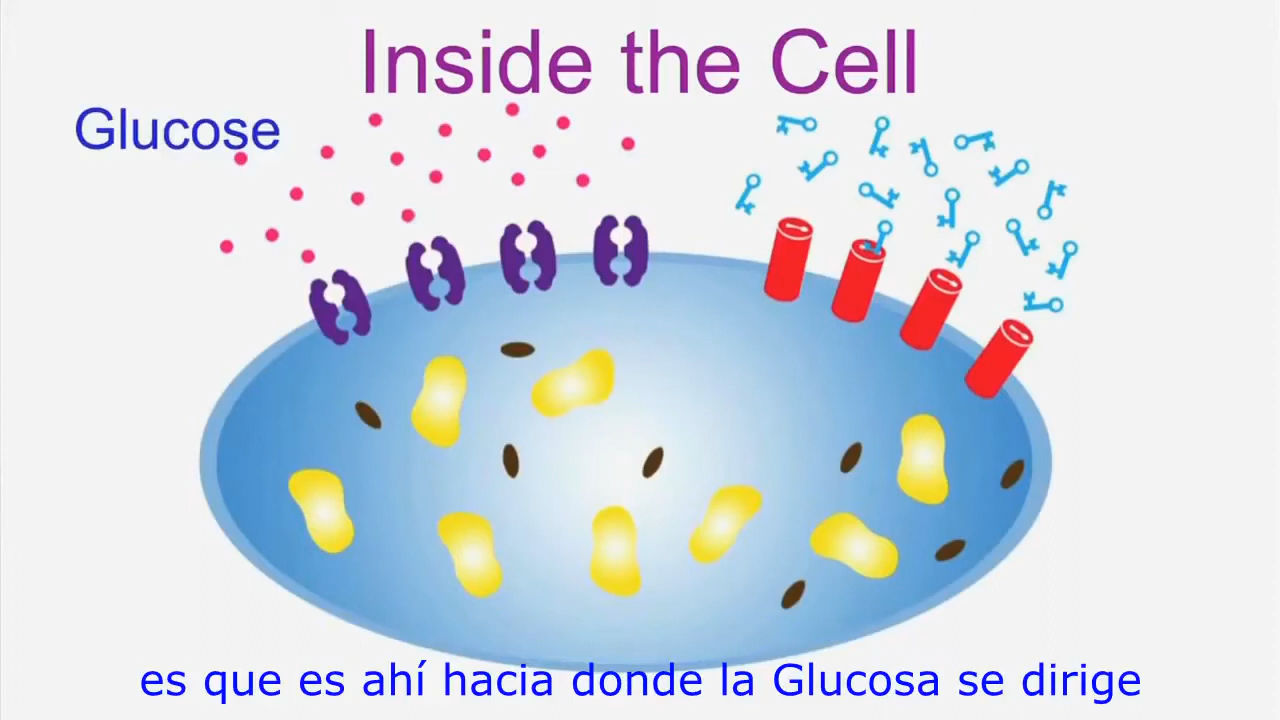 Inside the Cell
Glucose
es que es ahí hacia donde la Glucosa se dirige